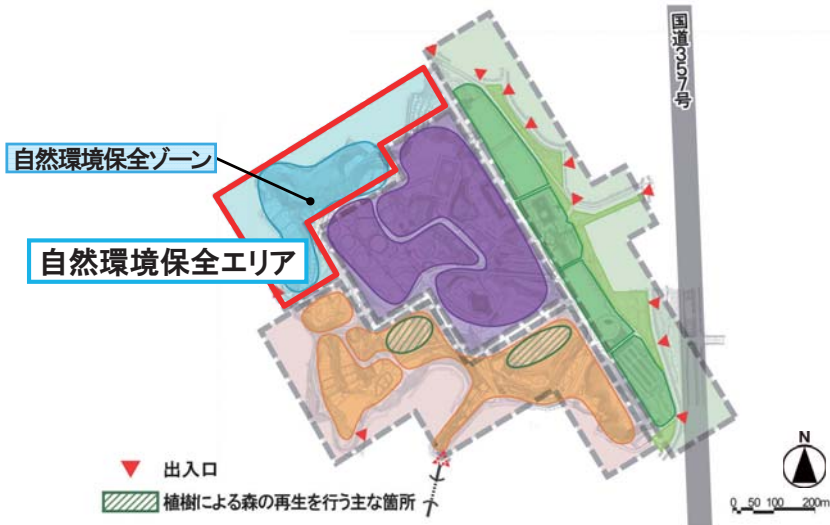 国道357号
自然環境保全ゾーン
自然環境保全エリア
出入口
植樹による森の再生を行う主な箇所
N
0 50 100 200m